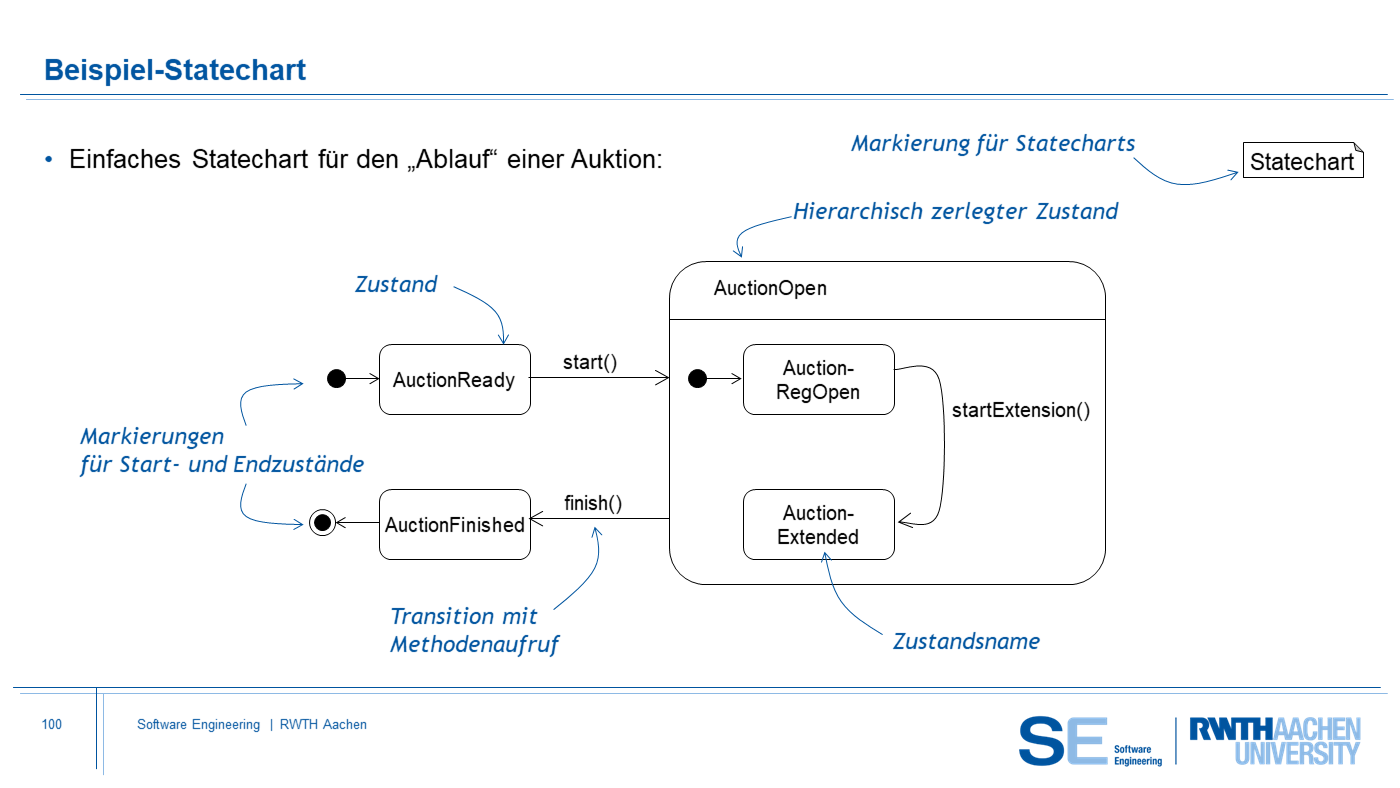 Beispiel-Statechart
• Einfaches Statechart für den „Ablauf“ einer Auktion:
Markierung für Statecharts
Statechart
Hierarchisch zerlegter Zustand
Zustand
AuctionOpen
AuctionReady
start()
Auction-
RegOpen
startExtension()
Markierungen
für Start- und Endzustände
AuctionFinished
finish()
Auction-
Extended
Transition mit
Methodenaufruf
Zustandsname
100
Software Engineering | RWTH Aachen
SE
Software
Engineering
RWTHAACHEN
UNIVERSITY